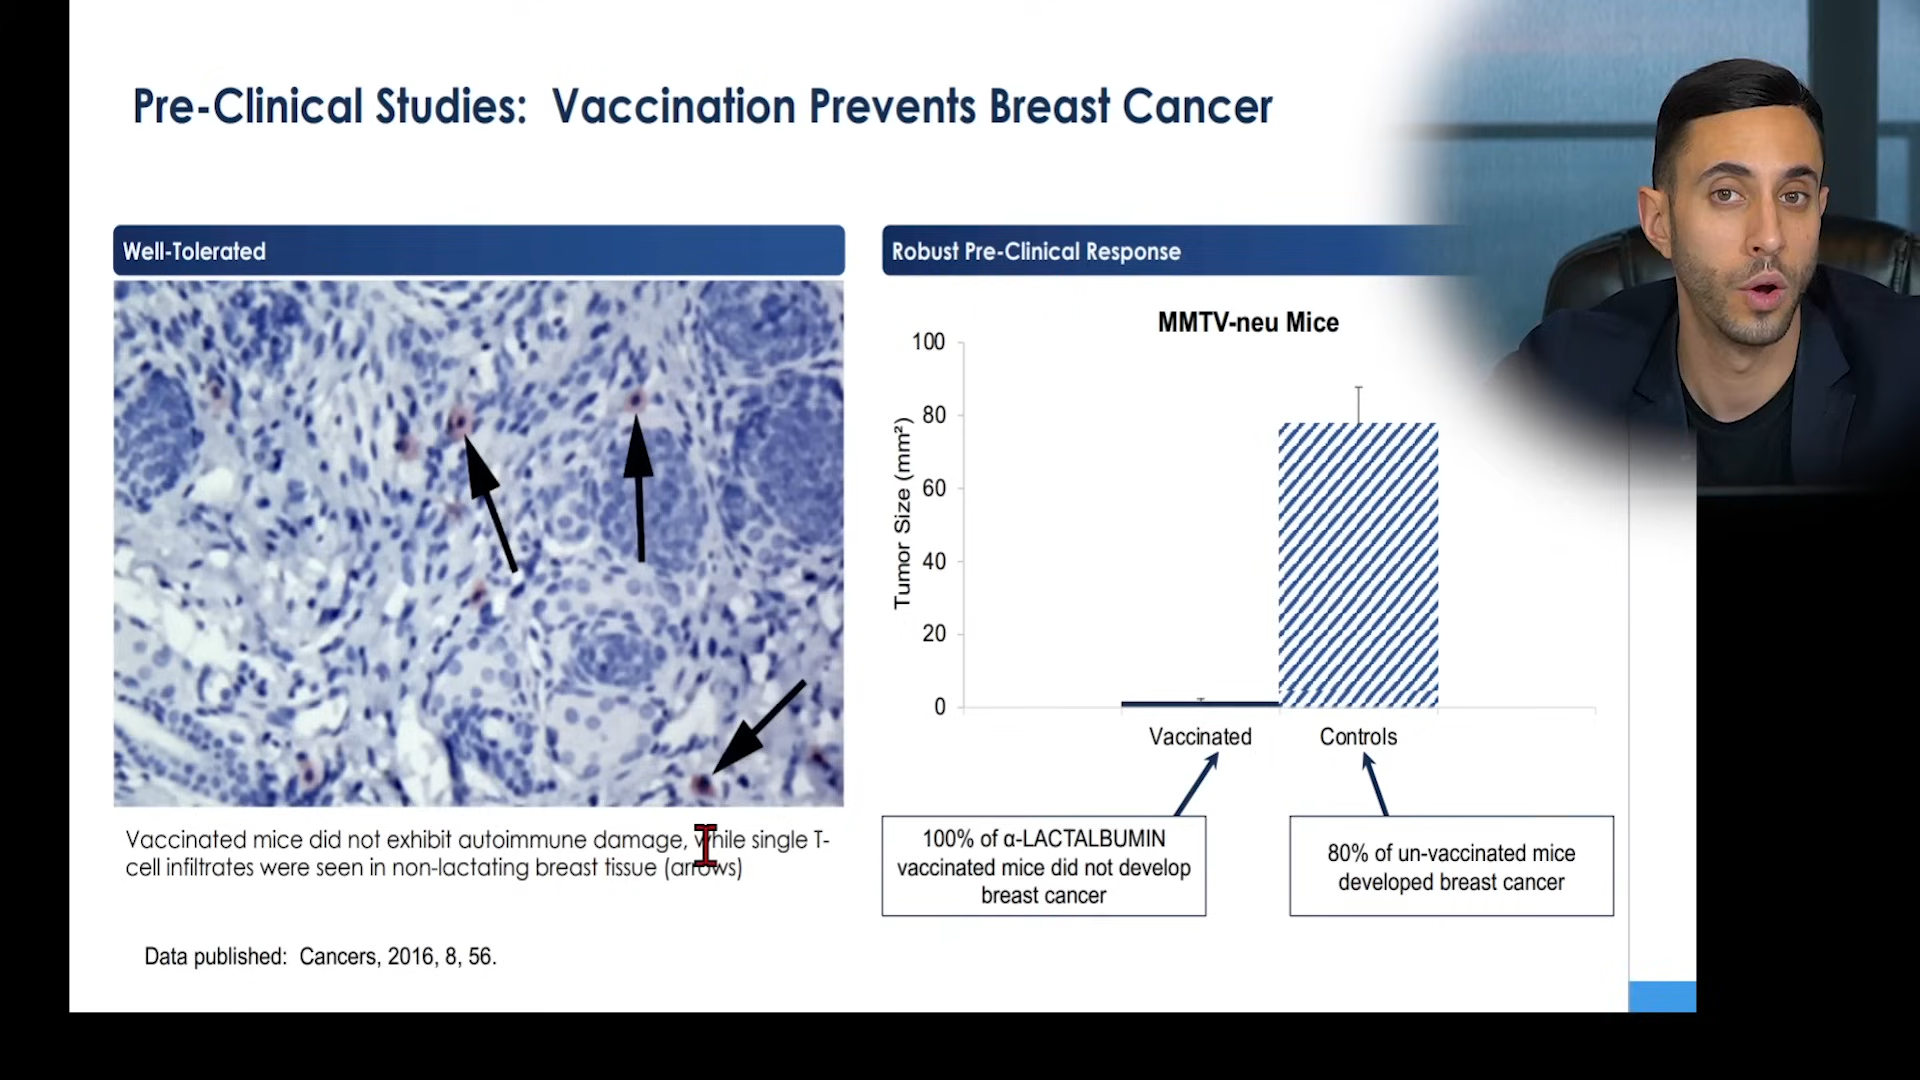 Pre-Clinical Studies:  Vaccination Prevents Breast Cancer
Well-Tolerated
Vaccinated mice did not exhibit autoimmune damage, while single T-
cell infiltrates were seen in non-lactating breast tissue (arrows)
Robust Pre-Clinical Response
MMTV-neu Mice
Tumor Size (mm²)
100
80
60
40
20
0
Vaccinated
Controls
100% of α-LACTALBUMIN
vaccinated mice did not develop
breast cancer
80% of un-vaccinated mice
developed breast cancer
Data published:  Cancers, 2016, 8, 56.